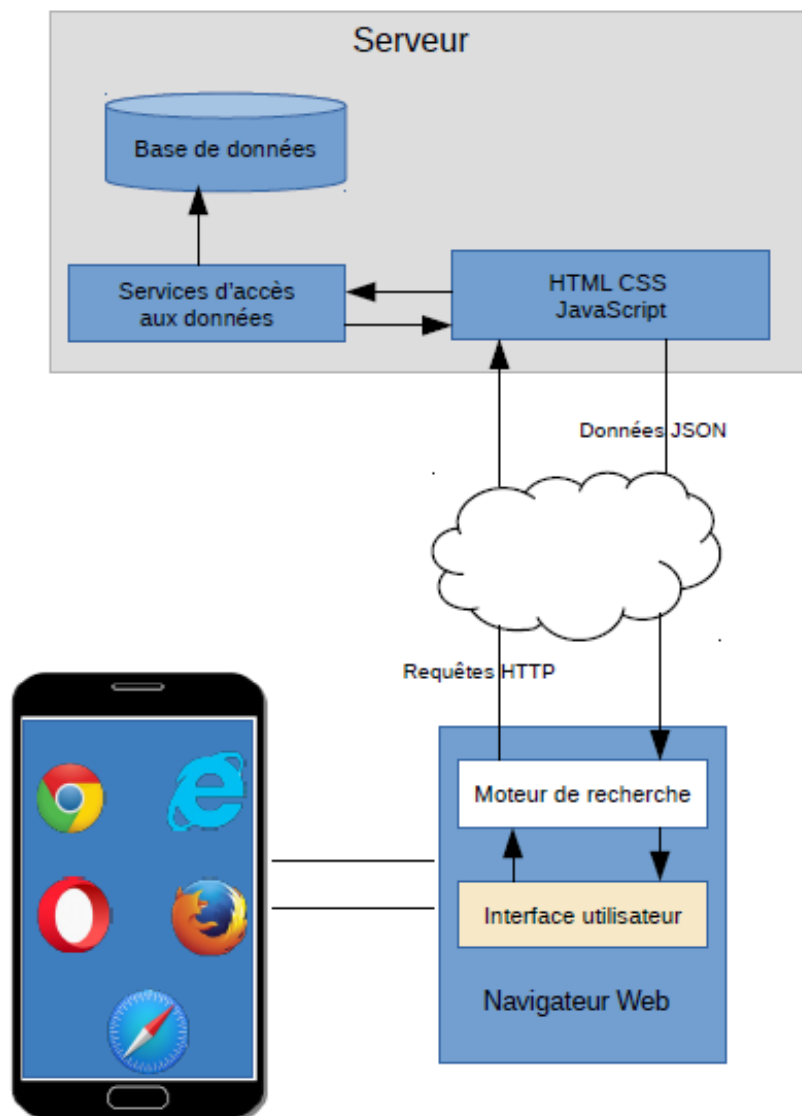 Serveur
Base de données
Services d'accès
aux données
HTML CSS
JavaScript
Données JSON
Requêtes HTTP
Moteur de recherche
Interface utilisateur
Navigateur Web